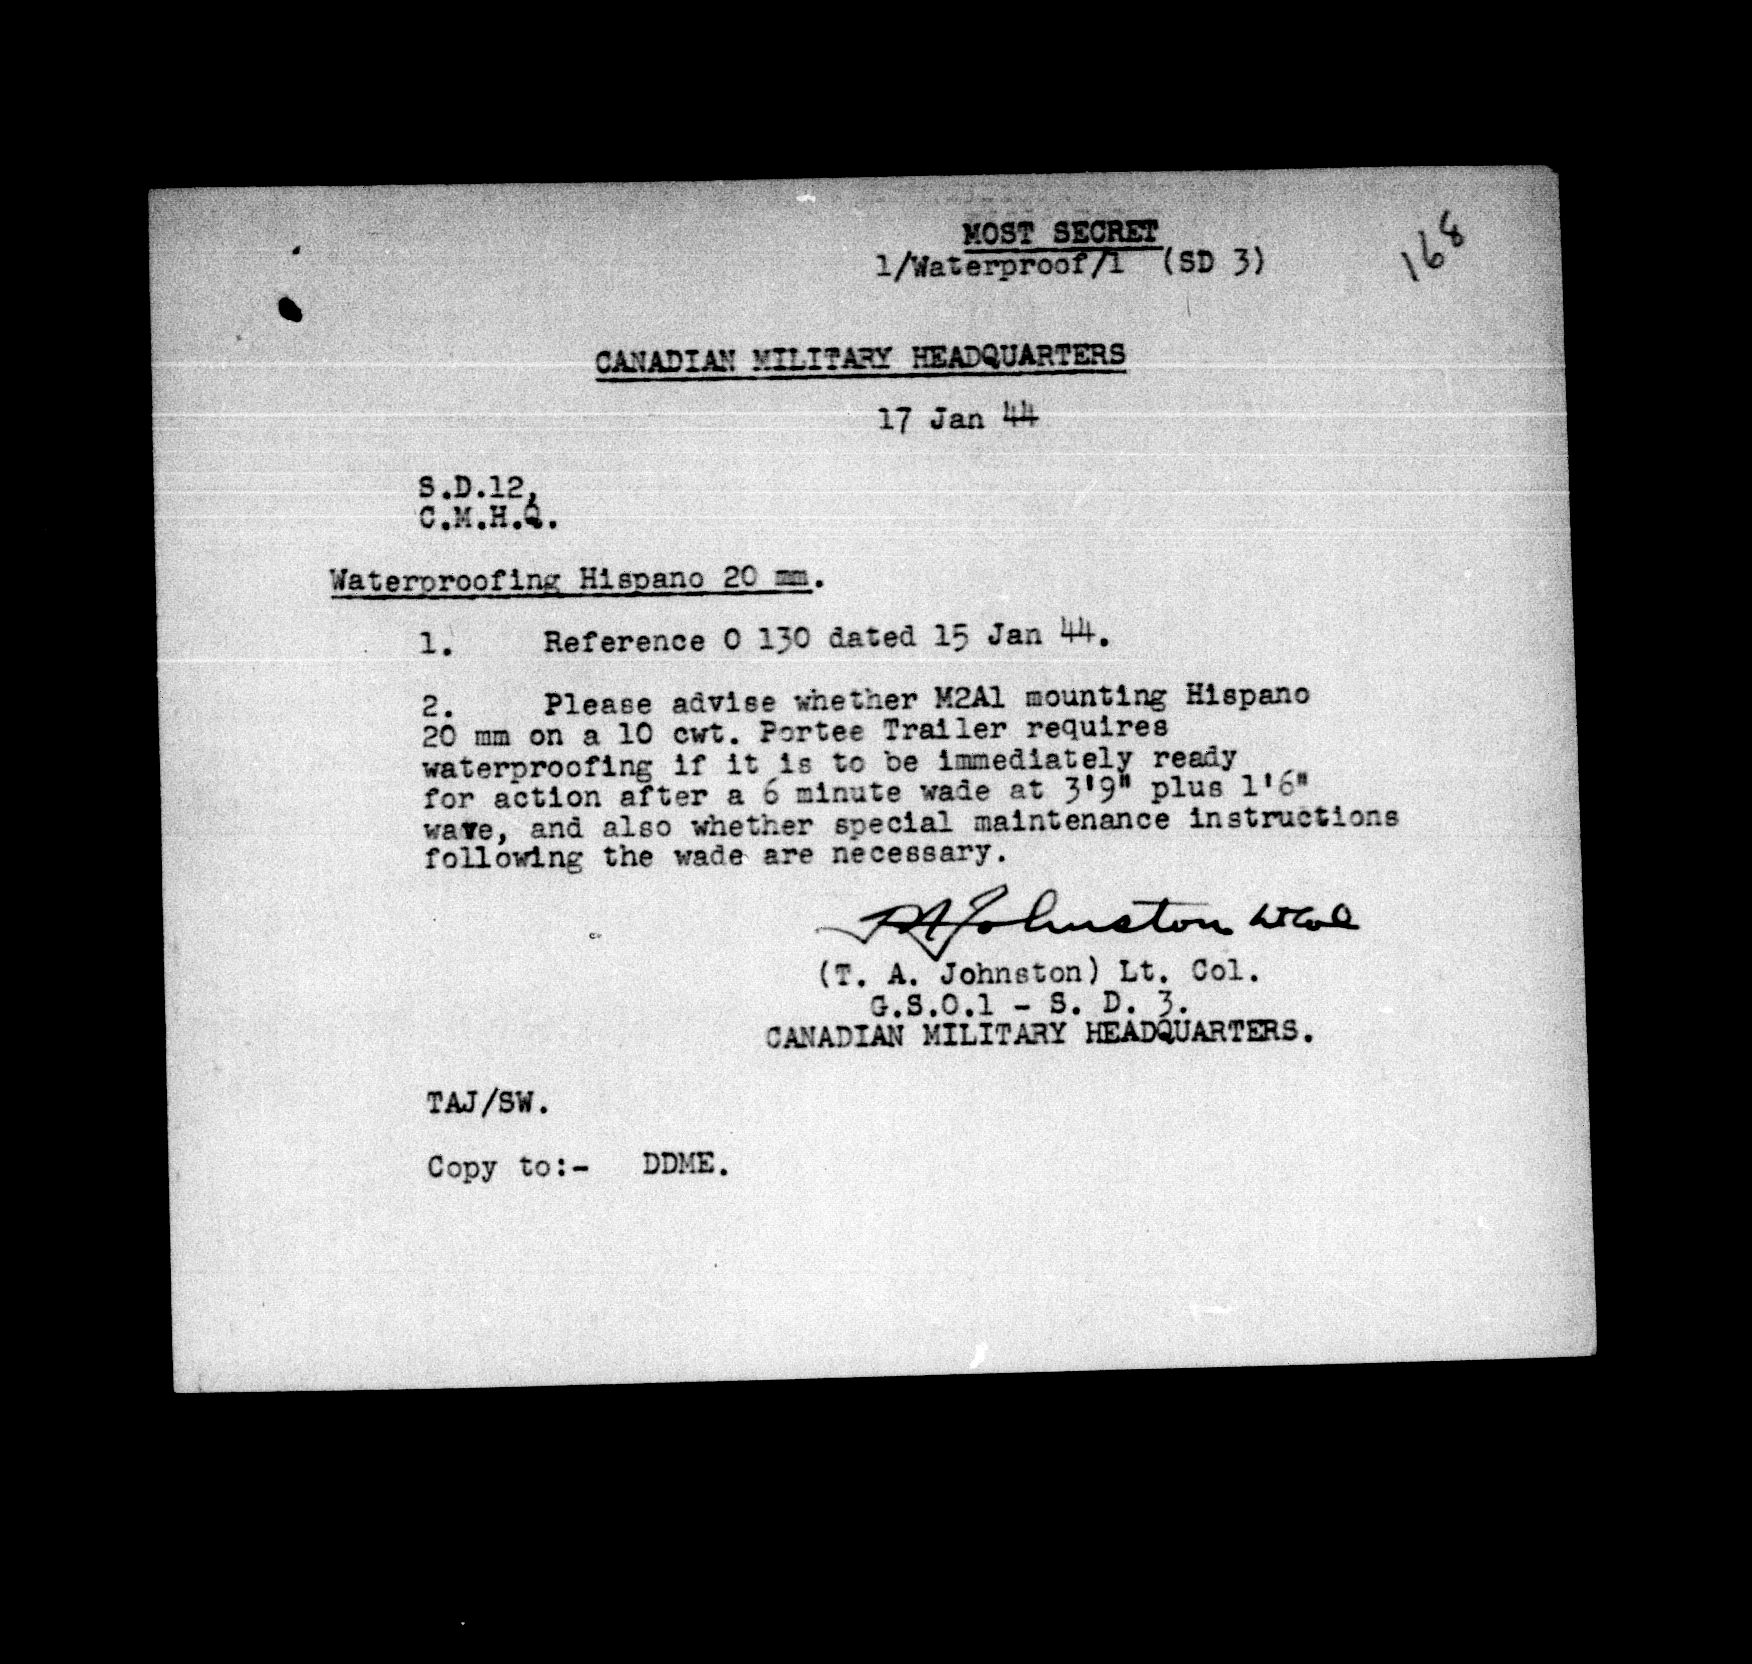 MOST SECRET
1/Waterproof/1 (SD 3)
168
CANADIAN MILITARY HEADQUARTERS
17 Jan 44
S.D.12,
C.M.H.Q.
Waterproofing Hispano 20 mm.
1. Reference O 130 dated 15 Jan 44.
2. Please advise whether M2A1 mounting Hispano
20 mm on a 10 cwt. Portee Trailer requires
waterproofing if it is to be immediately ready
for action after a 6 minute wade at 3'9" plus 1'6"
wave, and also whether special maintenance instructions
following the wade are necessary.
TAJohnston Lt Col
(T. A. Johnston) Lt. Col.
G.S.O.1 - S. D. 3.
CANADIAN MILITARY HEADQUARTERS.
TAJ/SW.
Copy to:- DDME.